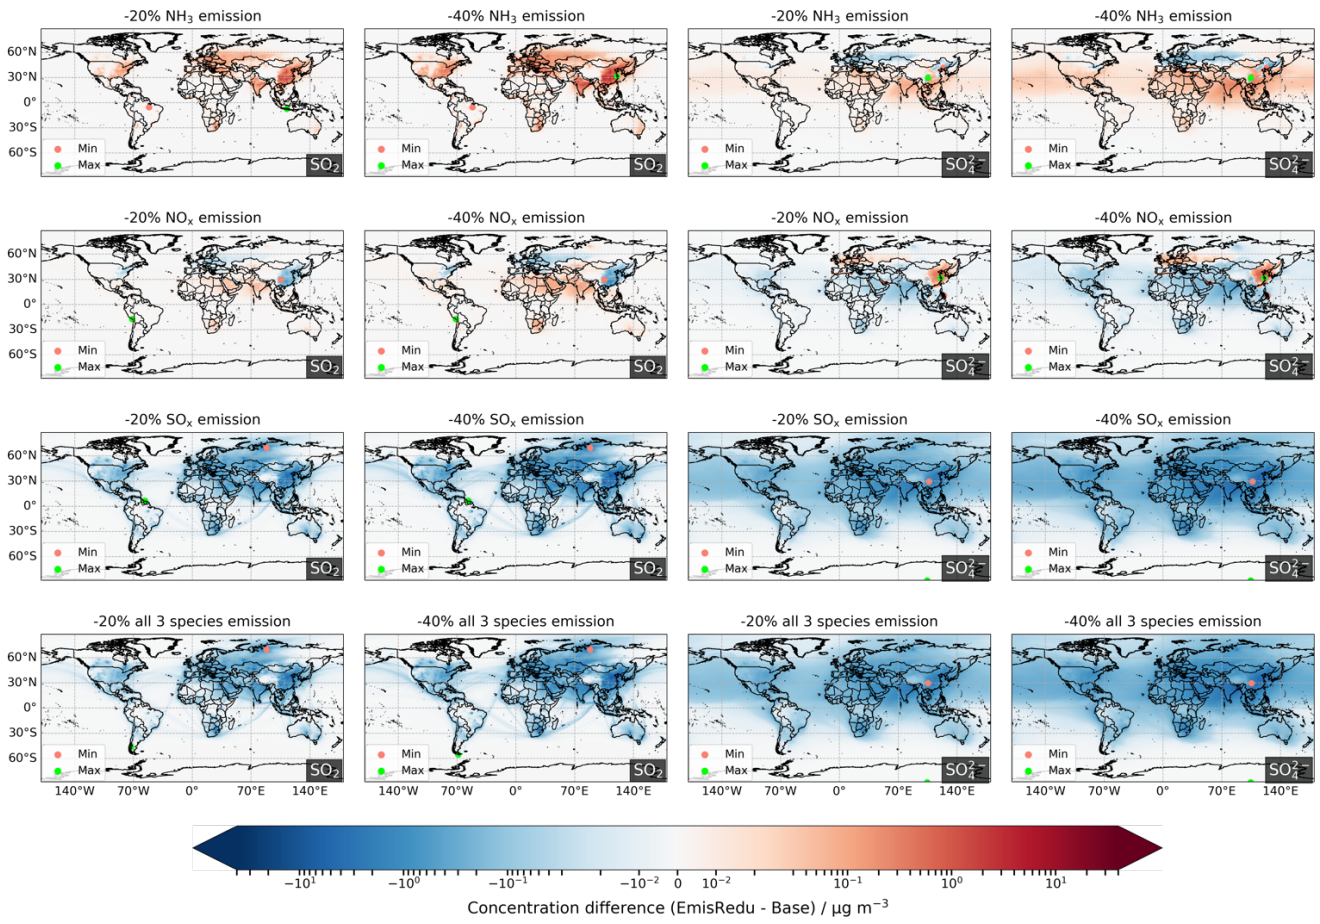 -20% NH₃ emission
-40% NH₃ emission
-20% NH₃ emission
-40% NH₃ emission
60°N
30°N
0°
30°S
60°S
Min
Max
SO₂
Min
Max
SO₂
Min
Max
SO₄²⁻
Min
Max
SO₄²⁻
-20% NOₓ emission
-40% NOₓ emission
-20% NOₓ emission
-40% NOₓ emission
60°N
30°N
0°
30°S
60°S
Min
Max
SO₂
Min
Max
SO₂
Min
Max
SO₄²⁻
Min
Max
SO₄²⁻
-20% SOₓ emission
-40% SOₓ emission
-20% SOₓ emission
-40% SOₓ emission
60°N
30°N
0°
30°S
60°S
Min
Max
SO₂
Min
Max
SO₂
Min
Max
SO₄²⁻
Min
Max
SO₄²⁻
-20% all 3 species emission
-40% all 3 species emission
-20% all 3 species emission
-40% all 3 species emission
60°N
30°N
0°
30°S
60°S
Min
Max
SO₂
Min
Max
SO₂
Min
Max
SO₄²⁻
Min
Max
SO₄²⁻
140°W 70°W 0° 70°E 140°E
140°W 70°W 0° 70°E 140°E
140°W 70°W 0° 70°E 140°E
140°W 70°W 0° 70°E 140°E
−10¹ −10⁰ −10⁻¹ −10⁻² 0 10⁻² 10⁻¹ 10⁰ 10¹
Concentration difference (EmisRedu - Base) / μg m⁻³